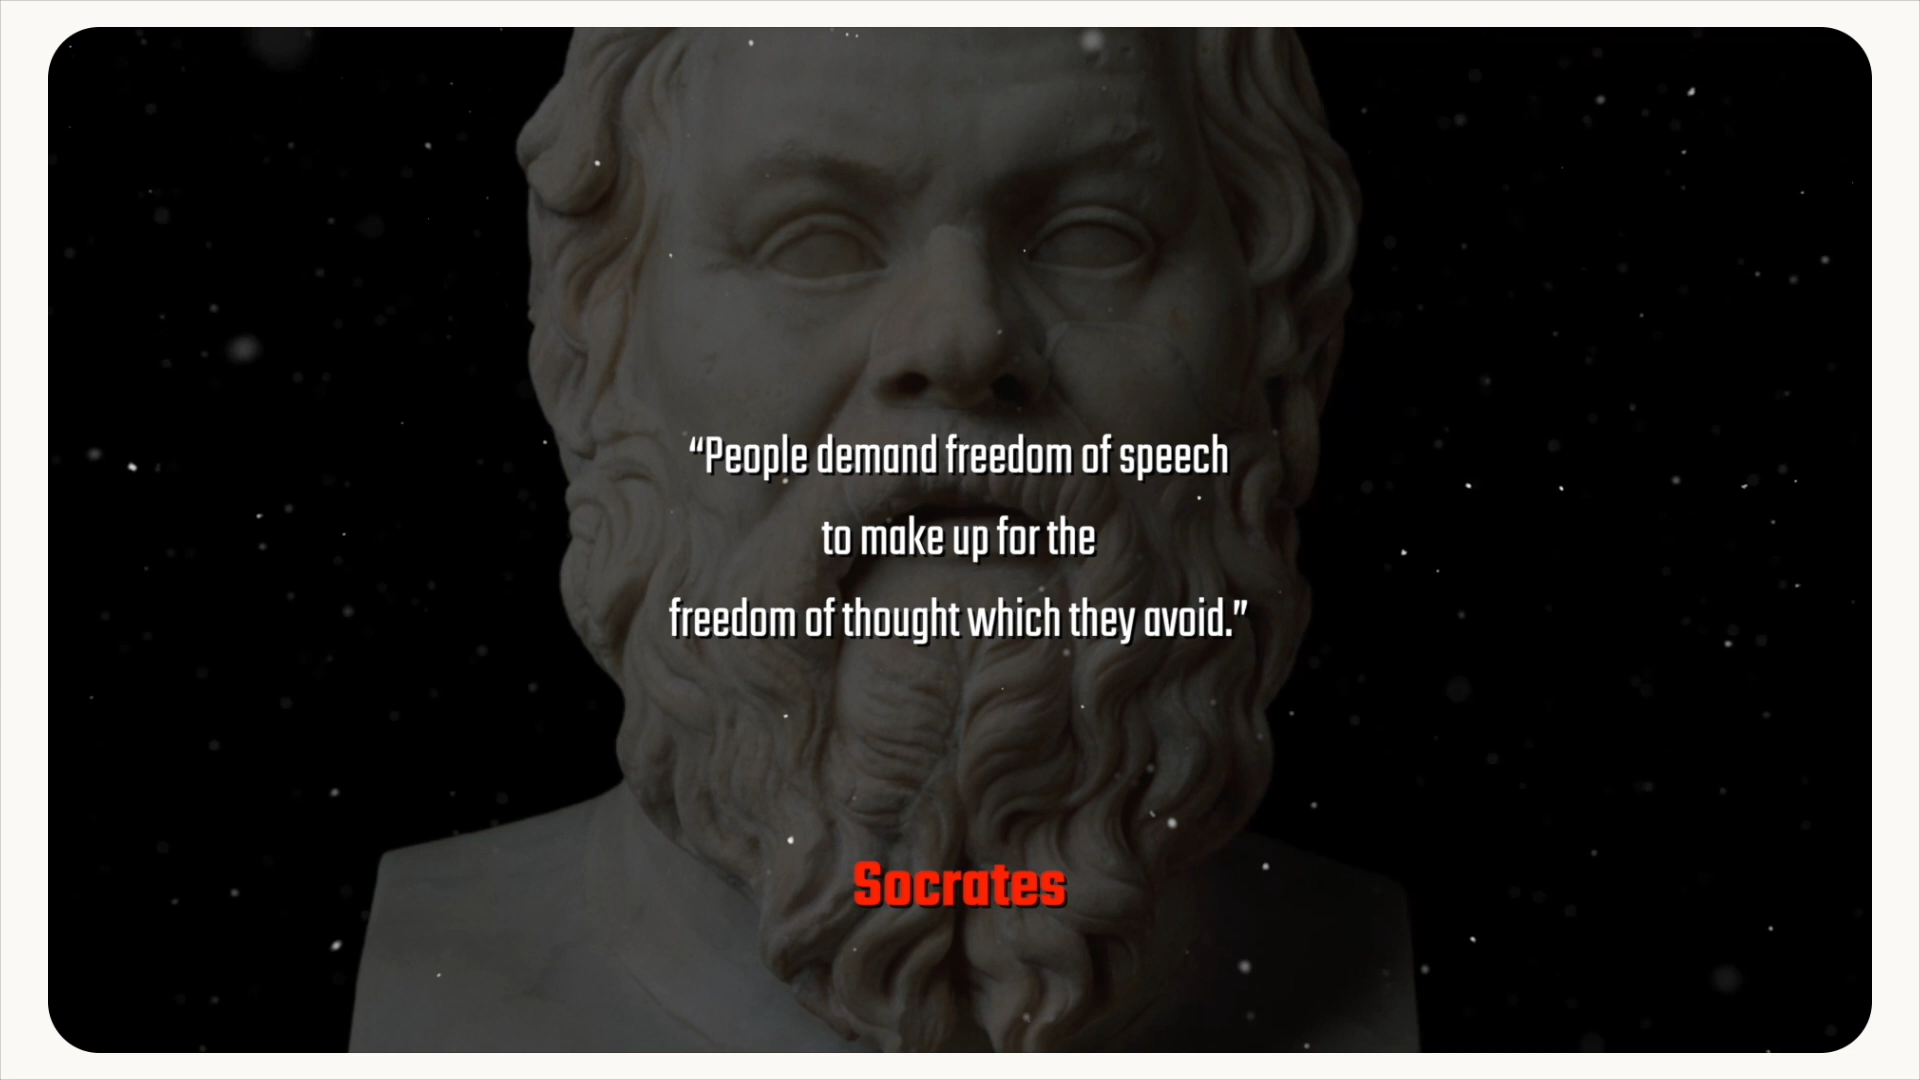 “People demand freedom of speech
to make up for the
freedom of thought which they avoid.”
Socrates